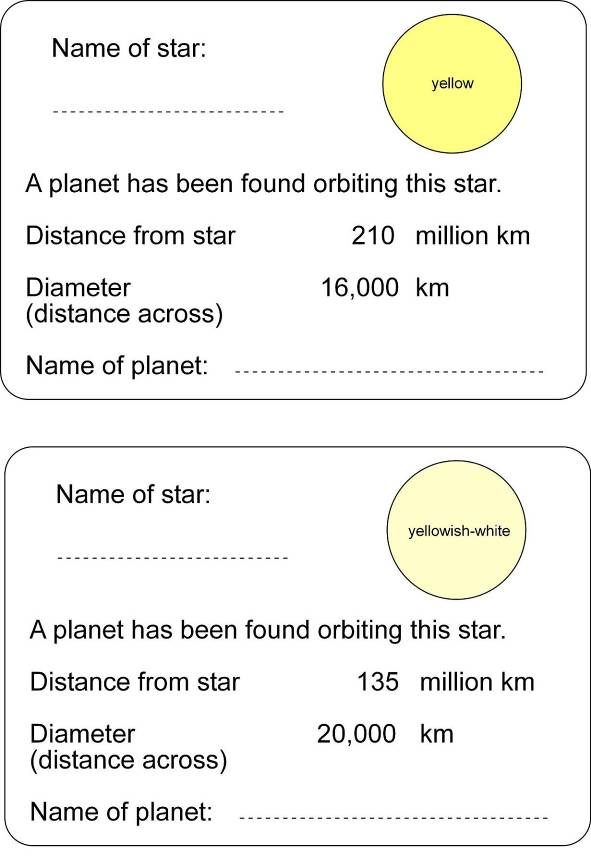 Name of star:
yellow
A planet has been found orbiting this star.
Distance from star 210 million km
Diameter 16,000 km
(distance across)
Name of planet:
Name of star:
yellowish-white
A planet has been found orbiting this star.
Distance from star 135 million km
Diameter 20,000 km
(distance across)
Name of planet: